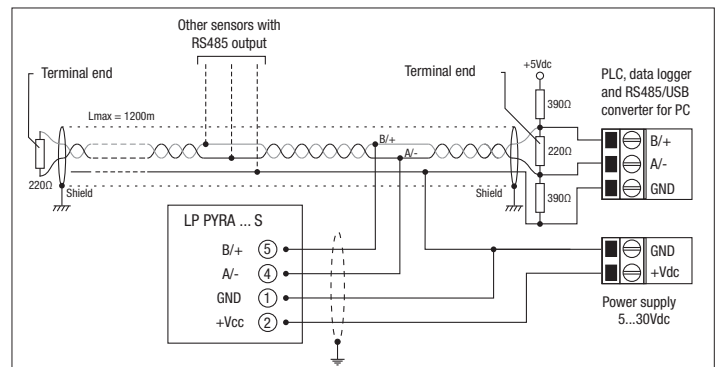 Other sensors with
RS485 output
Terminal end
Lmax = 1200m
220Ω
Shield
B/+
A/-
Terminal end
+5Vdc
390Ω
220Ω
390Ω
Shield
PLC, data logger
and RS485/USB
converter for PC
B/+
A/-
GND
LP PYRA ... S
B/+ 5
A/- 4
GND 1
+Vcc 2
GND
+Vdc
Power supply
5...30Vdc